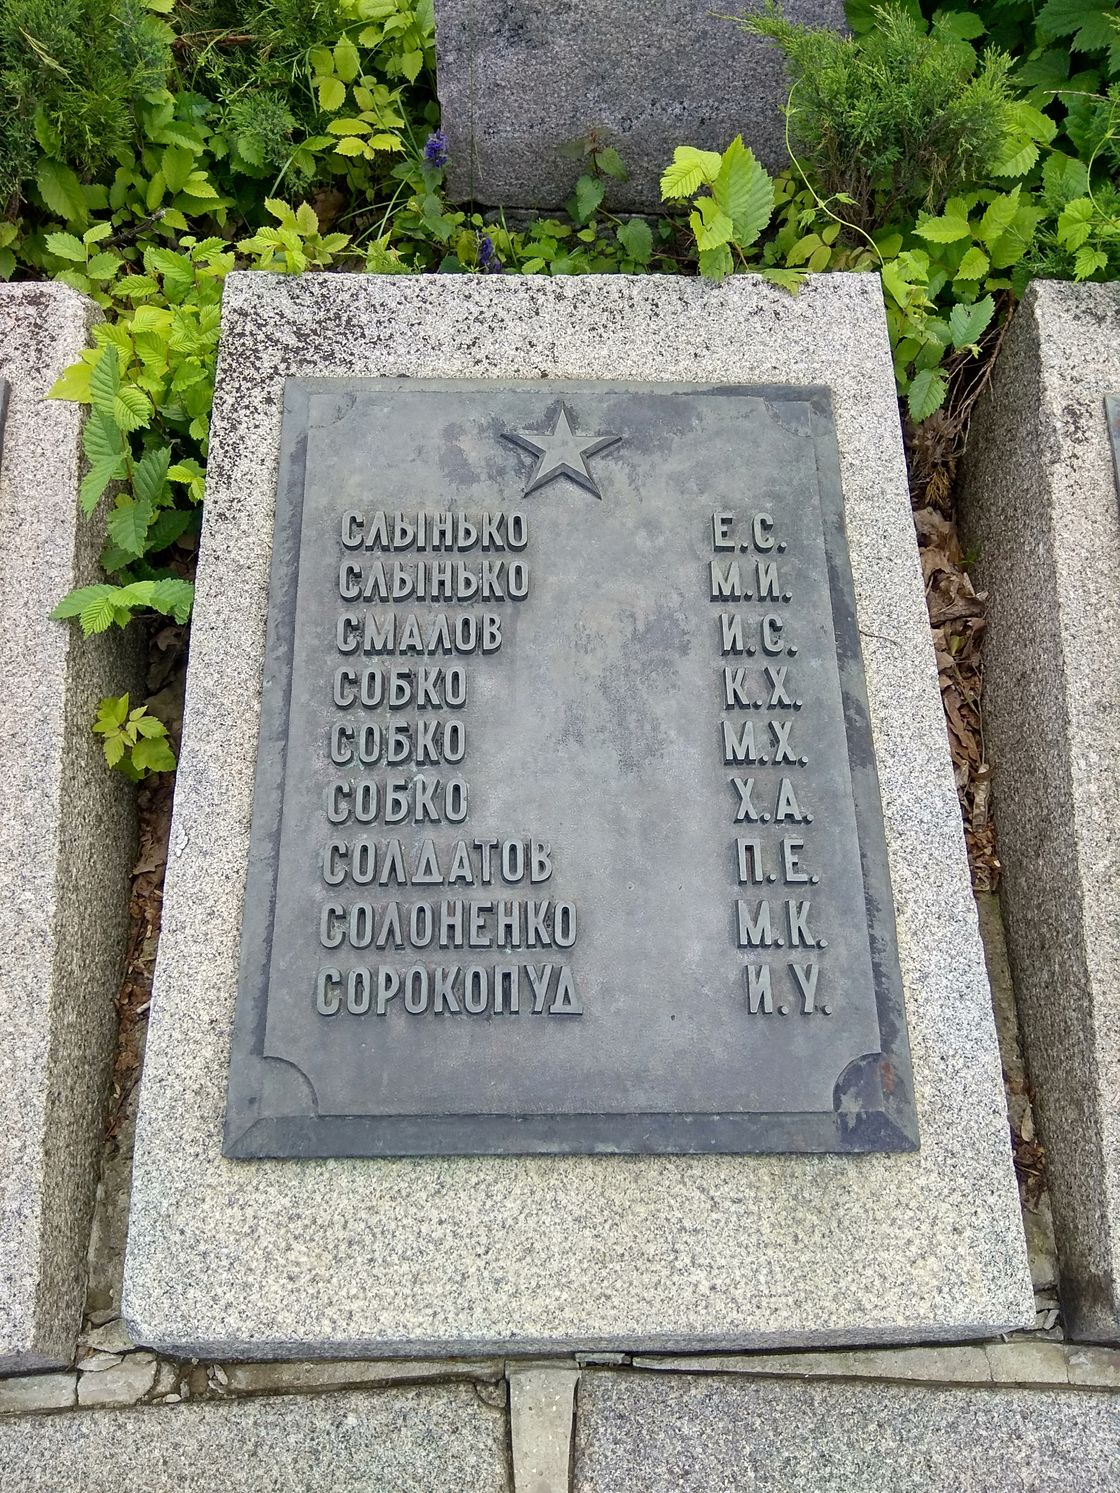 СЛЫНЬКО Е.С.
СЛЫНЬКО М.И.
СМАЛОВ И.С.
СОБКО К.Х.
СОБКО М.Х.
СОБКО Х.А.
СОЛДАТОВ П.Е.
СОЛОНЕНКО М.К.
СОРОКОПУД И.У.